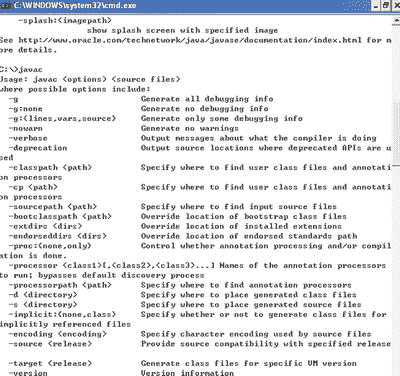 C:\WINDOWS\system32\cmd.exe
-splash:<imagepath>
show splash screen with specified image
See http://www.oracle.com/technetwork/java/javase/documentation/index.html for m
ore details.
C:\>javac
Usage: javac <options> <source files>
where possible options include:
-g Generate all debugging info
-g:none Generate no debugging info
-g:{lines,vars,source} Generate only some debugging info
-nowarn Generate no warnings
-verbose Output messages about what the compiler is doing
-deprecation Output source locations where deprecated APIs are u
sed
-classpath <path> Specify where to find user class files and annotati
on processors
-cp <path> Specify where to find user class files and annotati
on processors
-sourcepath <path> Specify where to find input source files
-bootclasspath <path> Override location of bootstrap class files
-extdirs <dirs> Override location of installed extensions
-endorseddirs <dirs> Override location of endorsed standards path
-proc:{none,only} Control whether annotation processing and/or compil
ation is done.
-processor <class1>[,<class2>,<class3>...] Names of the annotation processors
to run; bypasses default discovery process
-processorpath <path> Specify where to find annotation processors
-d <directory> Specify where to place generated class files
-s <directory> Specify where to place generated source files
-implicit:{none,class} Specify whether or not to generate class files for
implicitly referenced files
-encoding <encoding> Specify character encoding used by source files
-source <release> Provide source compatibility with specified release
-target <release> Generate class files for specific VM version
-version Version information